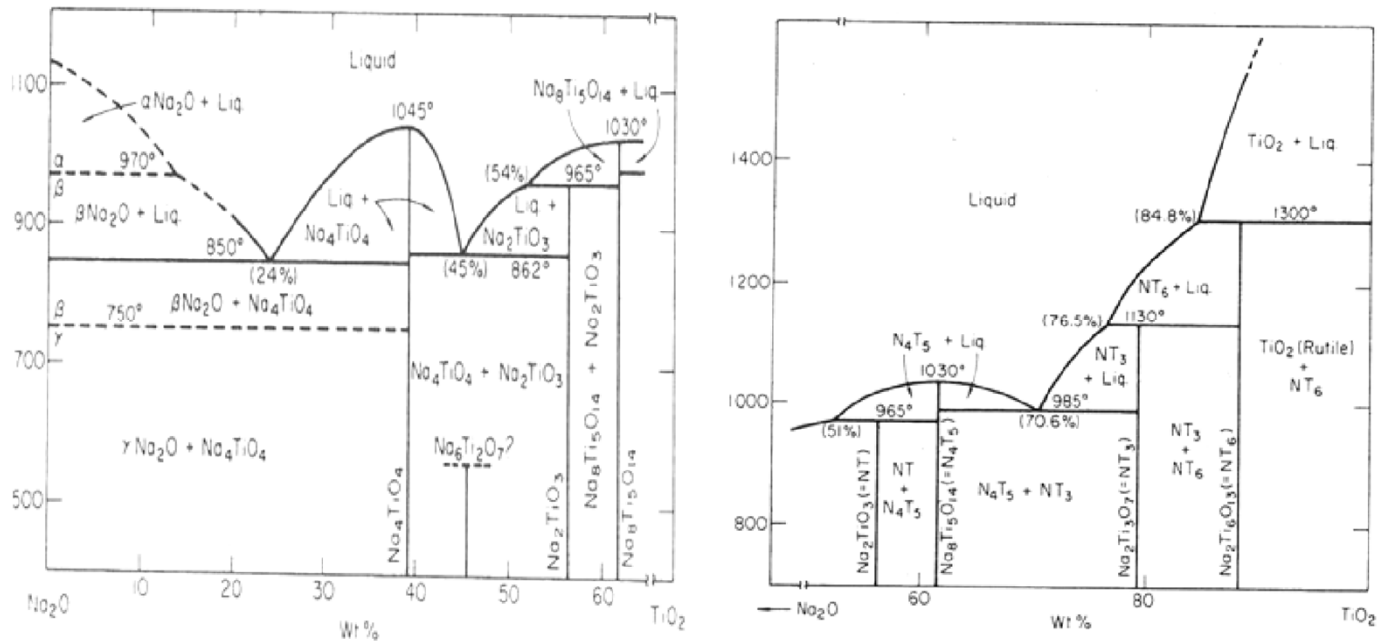 Liquid
1100
αNa₂O + Liq.
1045°
Na₈Ti₅O₁₄ + Liq
1030°
α
970°
β
(54%)
965°
900
βNa₂O + Liq.
Liq +
Na₄TiO₄
Liq +
Na₂TiO₃
850°
(24%)
(45%)
862°
βNa₂O + Na₄TiO₄
β
750°
γ
700
Na₄TiO₄ + Na₂TiO₃
γNa₂O + Na₄TiO₄
Na₆Ti₂O₇?
500
Na₄TiO₄
Na₂TiO₃
Na₈Ti₅O₁₄ + Na₂TiO₃
Na₈Ti₅O₁₄
10 20 30 40 50 60
Na₂O
Wt %
TiO₂
1400
TiO₂ + Liq.
Liquid
(84.8%)
1300°
1200
NT₆ + Liq.
(76.5%)
1130°
N₄T₅ + Liq
NT₃
+ Liq.
1030°
1000
965°
985°
(51%)
(70.6%)
TiO₂ (Rutile)
+
NT₆
NT
+
N₄T₅
N₄T₅ + NT₃
NT₃
+
NT₆
800
Na₂TiO₃ (=NT)
Na₈Ti₅O₁₄ (=N₄T₅)
Na₂Ti₃O₇ (=NT₃)
Na₂Ti₆O₁₃ (=NT₆)
60 80
← Na₂O
Wt %
TiO₂